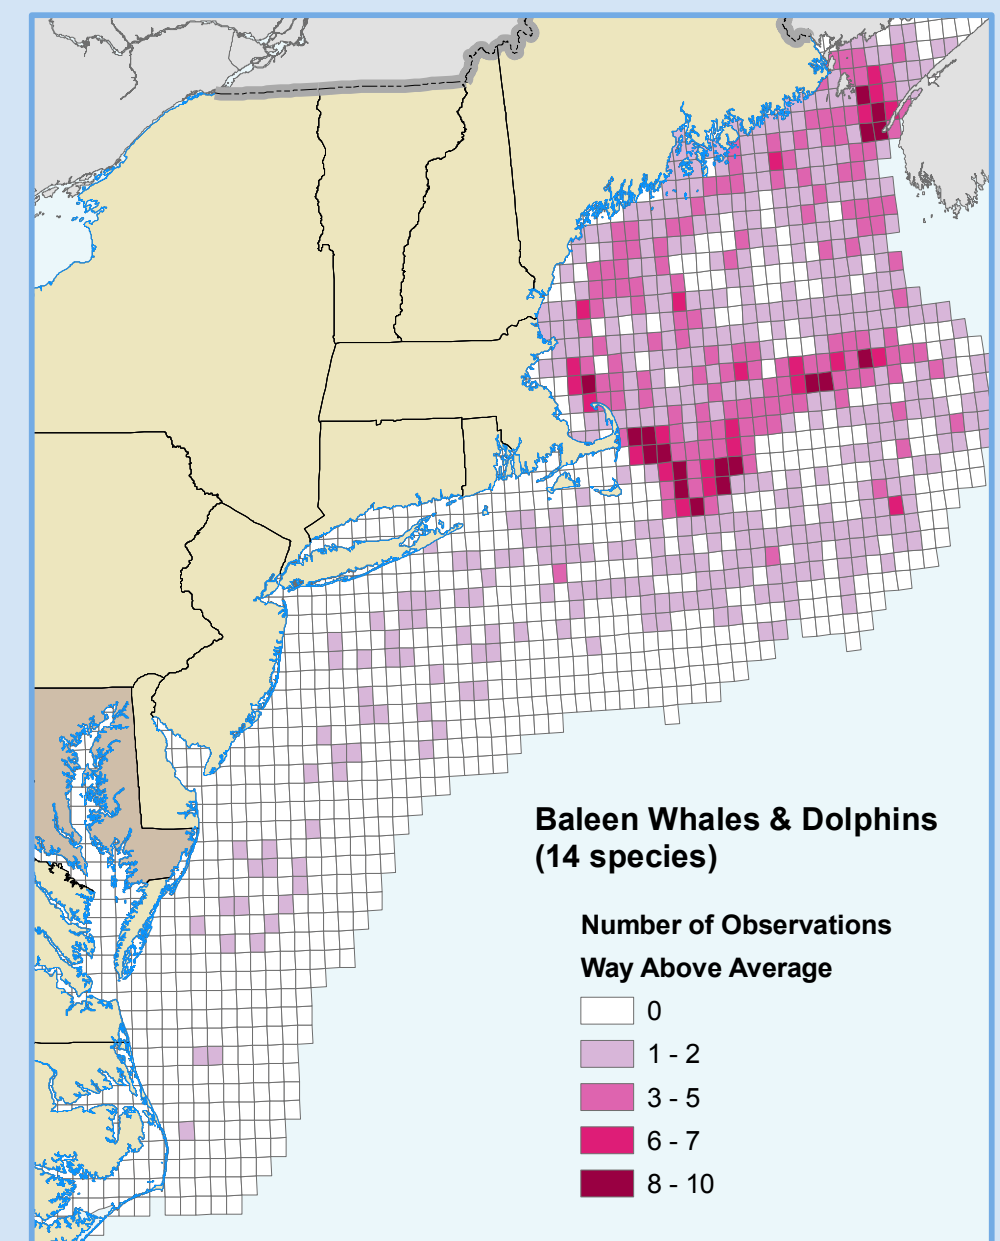 Baleen Whales & Dolphins
(14 species)
Number of Observations
Way Above Average
0
1 - 2
3 - 5
6 - 7
8 - 10